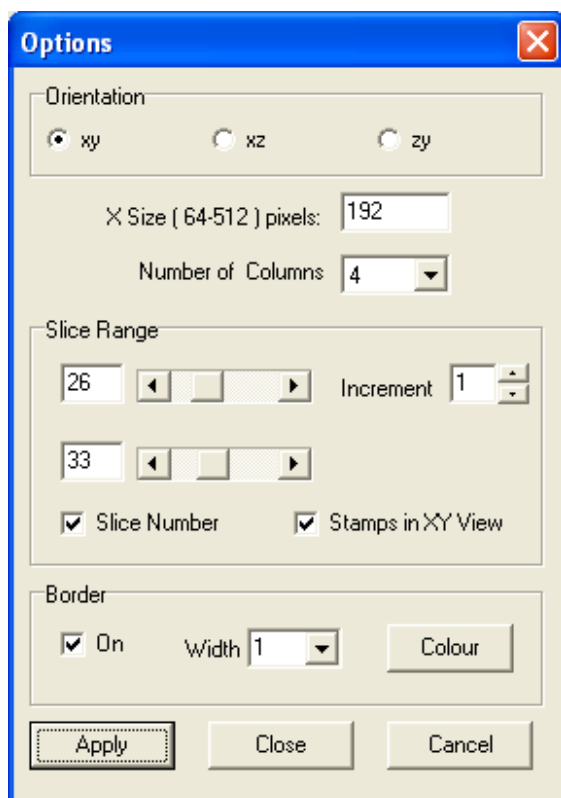 Options
Orientation
xy xz zy
X Size ( 64-512 ) pixels: 192
Number of Columns 4
Slice Range
26 Increment 1
33
Slice Number Stamps in XY View
Border
On Width 1 Colour
Apply Close Cancel